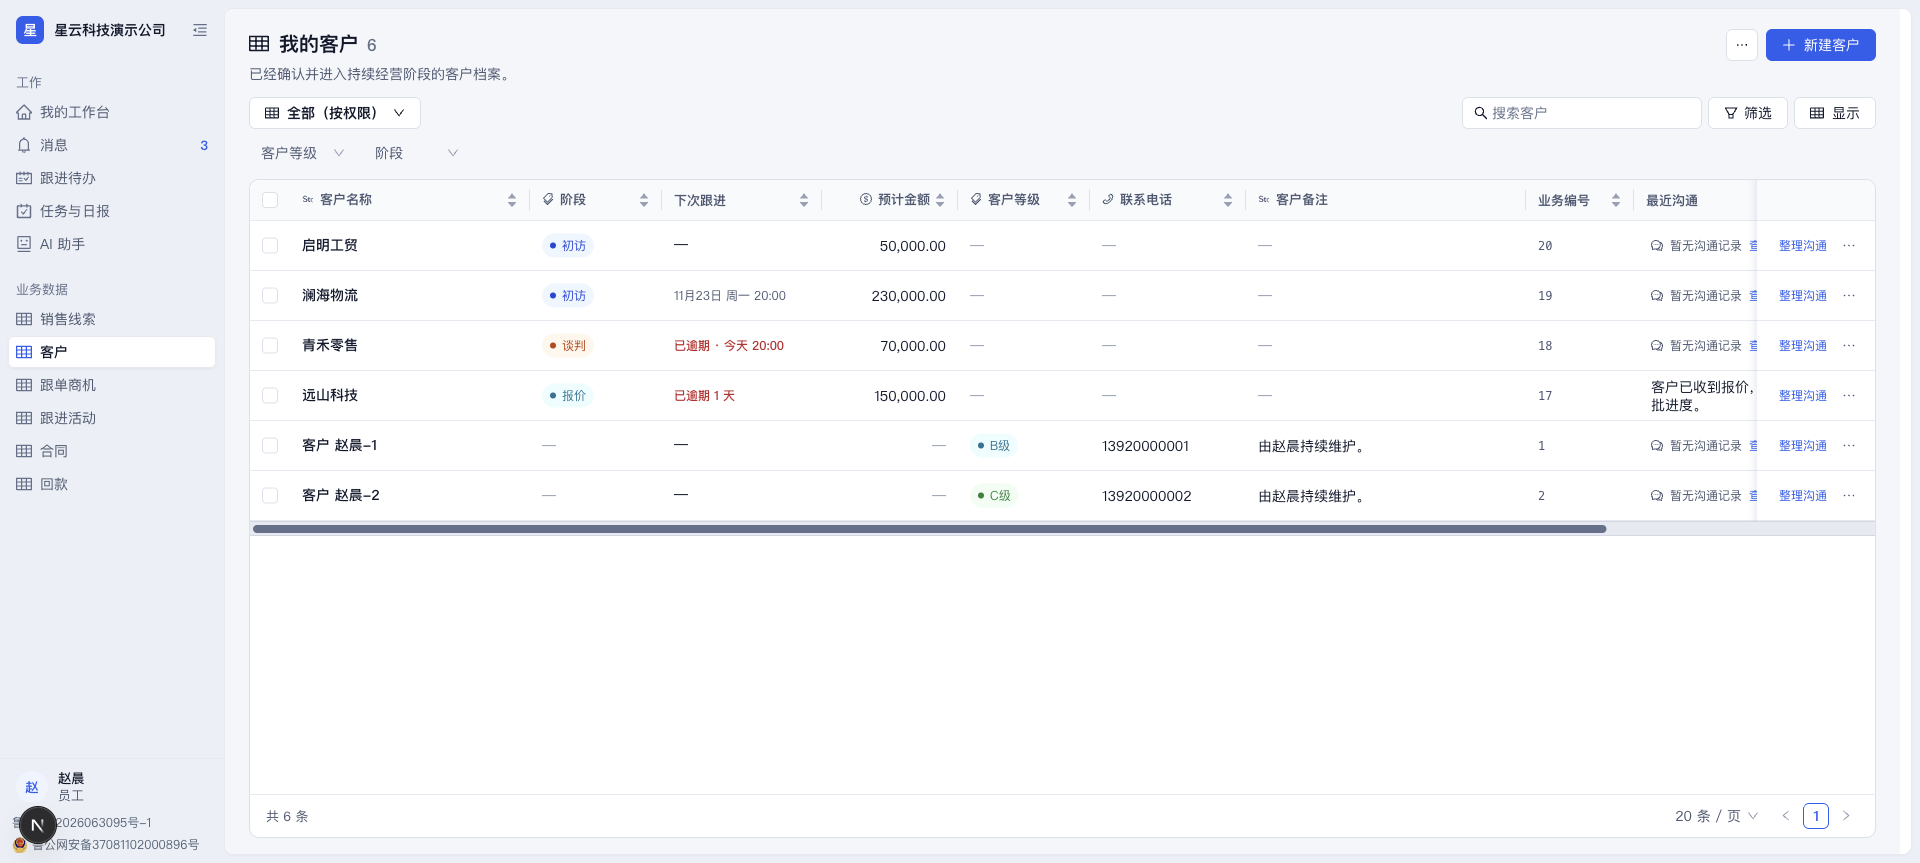 星 星云科技演示公司
工作
我的工作台
消息 3
跟进待办
任务与日报
AI 助手
业务数据
销售线索
客户
跟单商机
跟进活动
合同
回款
赵 赵晨
员工
2026063095号-1
公网安备37081102000896号
N
我的客户 6
已经确认并进入持续经营阶段的客户档案。
··· + 新建客户
全部（按权限）
搜索客户 筛选 显示
客户等级 阶段
Str 客户名称 阶段 下次跟进 预计金额 客户等级 联系电话 Str 客户备注 业务编号 最近沟通
启明工贸 初访 — 50,000.00 — — — 20 暂无沟通记录 整理沟通 ···
澜海物流 初访 11月23日 周一 20:00 230,000.00 — — — 19 暂无沟通记录 整理沟通 ···
青禾零售 谈判 已逾期 · 今天 20:00 70,000.00 — — — 18 暂无沟通记录 整理沟通 ···
远山科技 报价 已逾期 1 天 150,000.00 — — — 17 客户已收到报价， 整理沟通 ···
批进度。
客户 赵晨-1 — — — B级 13920000001 由赵晨持续维护。 1 暂无沟通记录 整理沟通 ···
客户 赵晨-2 — — — C级 13920000002 由赵晨持续维护。 2 暂无沟通记录 整理沟通 ···
共 6 条
20 条 / 页 1